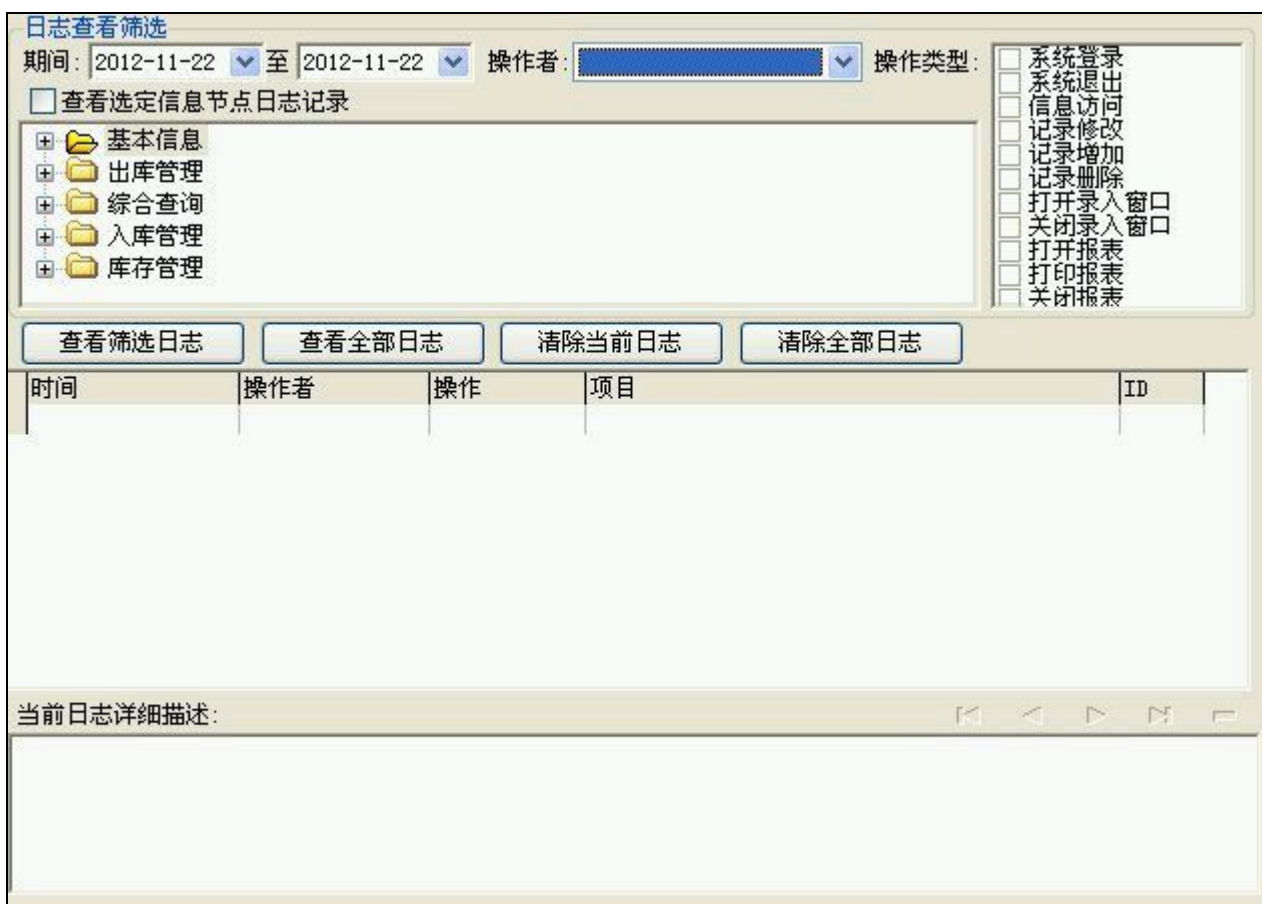 日志查看筛选
期间: 2012-11-22 至 2012-11-22 操作者: 操作类型:
系统登录
系统退出
信息访问
记录修改
记录增加
记录删除
打开录入窗口
关闭录入窗口
打开报表
打印报表
关闭报表
查看选定信息节点日志记录
基本信息
出库管理
综合查询
入库管理
库存管理
查看筛选日志 查看全部日志 清除当前日志 清除全部日志
时间 操作者 操作 项目 ID
当前日志详细描述: